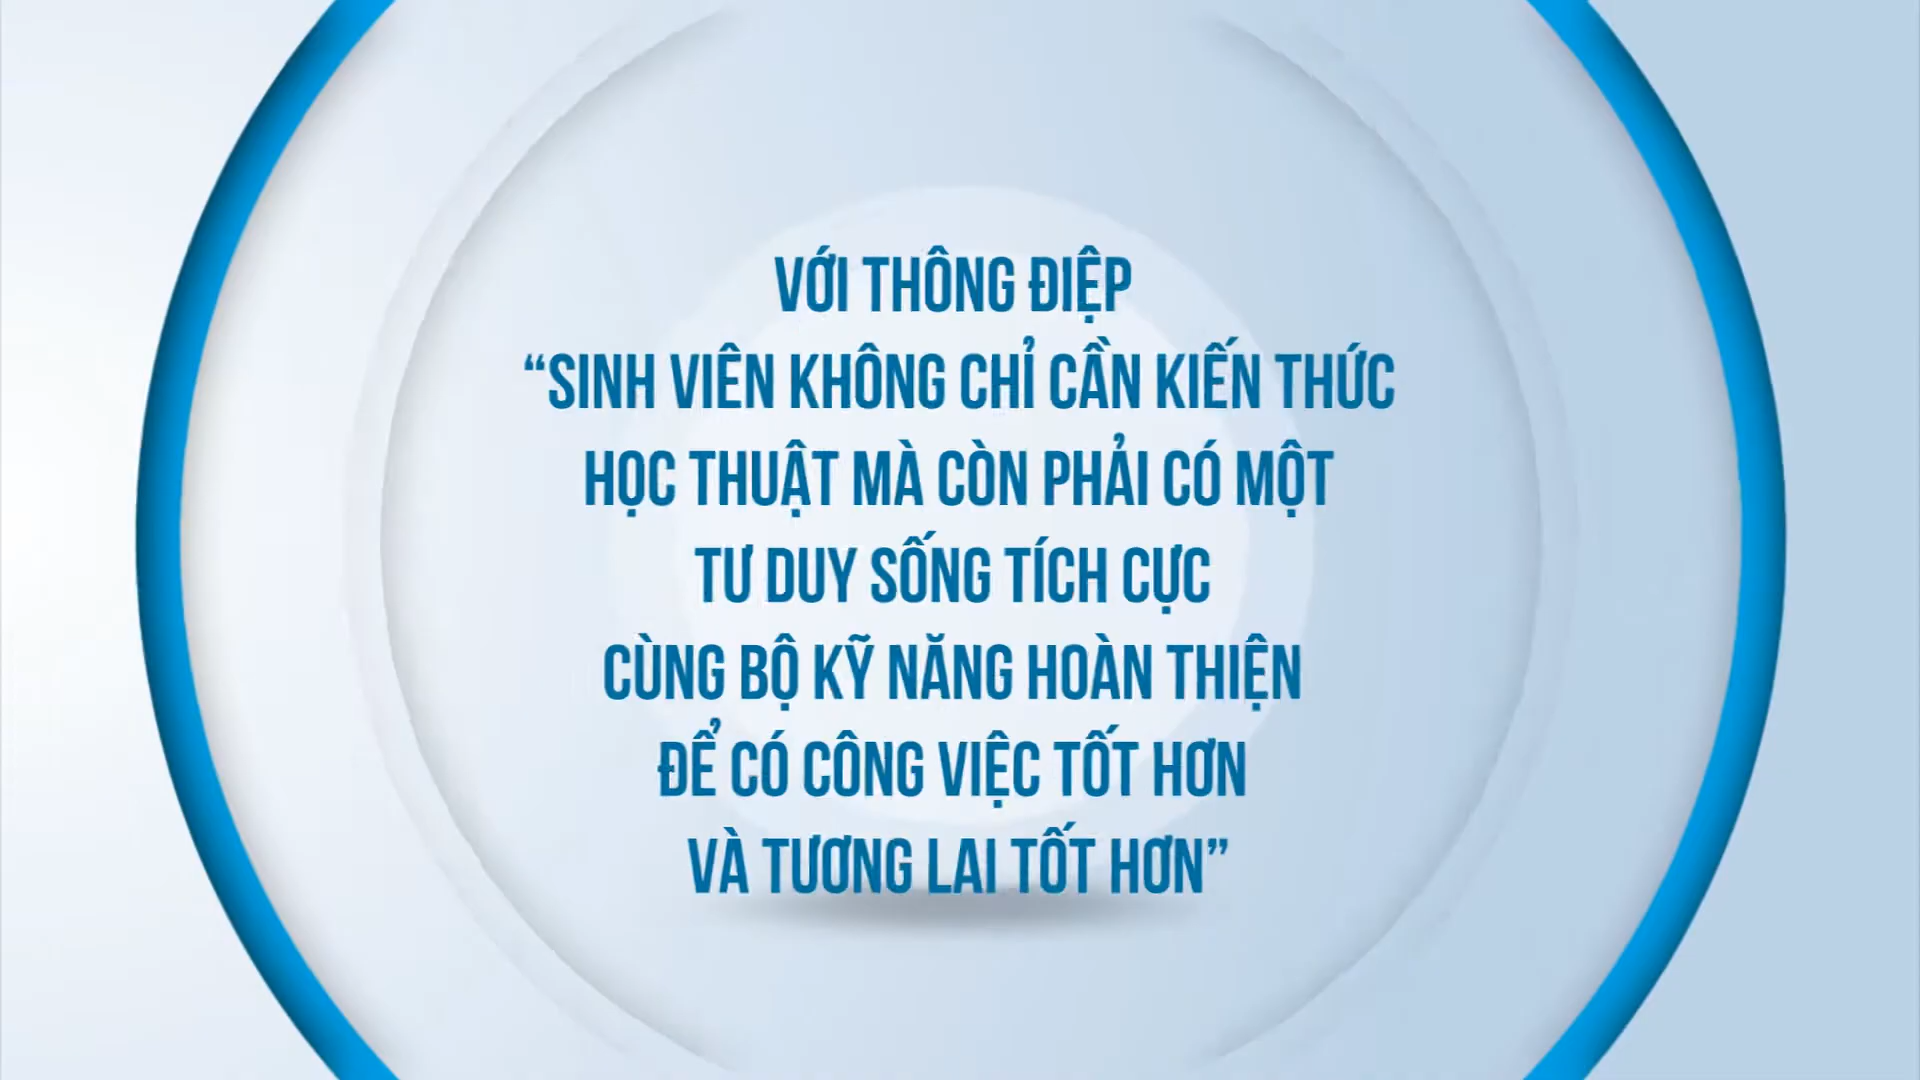 VỚI THÔNG ĐIỆP
“SINH VIÊN KHÔNG CHỈ CẦN KIẾN THỨC
HỌC THUẬT MÀ CÒN PHẢI CÓ MỘT
TƯ DUY SỐNG TÍCH CỰC
CÙNG BỘ KỸ NĂNG HOÀN THIỆN
ĐỂ CÓ CÔNG VIỆC TỐT HƠN
VÀ TƯƠNG LAI TỐT HƠN”